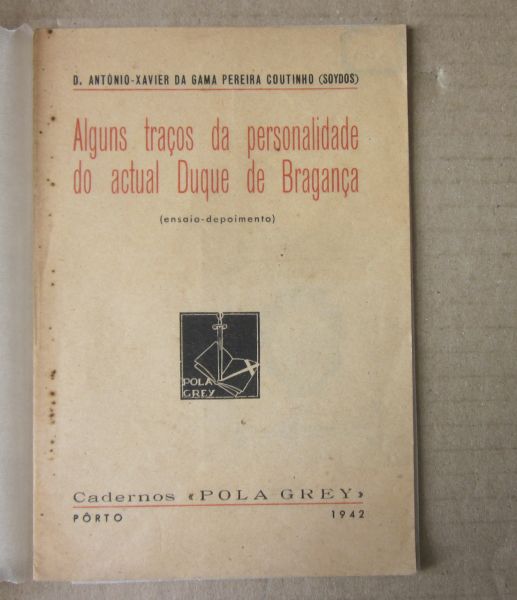 D. ANTÓNIO-XAVIER DA GAMA PEREIRA COUTINHO (SOYDOS)
Alguns traços da personalidade
do actual Duque de Bragança
(ensaio-depoimento)
POLA
GREY
Cadernos «POLA GREY»
PÔRTO 1942